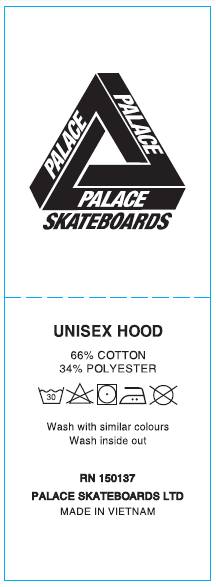 PALACE
PALACE
PALACE
SKATEBOARDS
UNISEX HOOD
66% COTTON
34% POLYESTER
30
Wash with similar colours
Wash inside out
RN 150137
PALACE SKATEBOARDS LTD
MADE IN VIETNAM